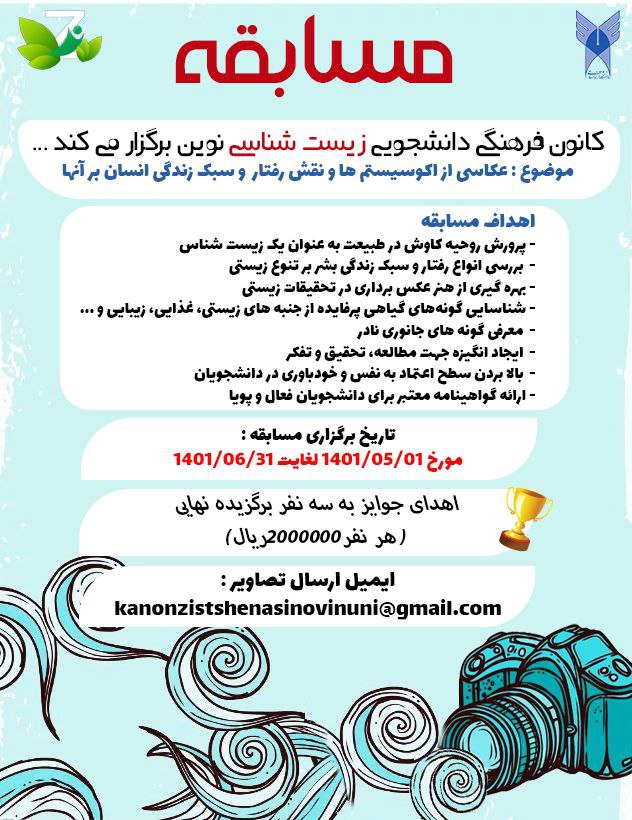 مسابقه
کانون فرهنگی دانشجویی زیست شناسی نوین برگزار می کند ...
موضوع : عکاسی از اکوسیستم ها و نقش رفتار و سبک زندگی انسان بر آنها
اهداف مسابقه
- پرورش روحیه کاوش در طبیعت به عنوان یک زیست شناس
- بررسی انواع رفتار و سبک زندگی بشر بر تنوع زیستی
- بهره گیری از هنر عکس برداری در تحقیقات زیستی
- شناسایی گونه‌های گیاهی پرفایده از جنبه های زیستی، غذایی، زیبایی و ...
- معرفی گونه های جانوری نادر
- ایجاد انگیزه جهت مطالعه، تحقیق و تفکر
- بالا بردن سطح اعتماد به نفس و خودباوری در دانشجویان
- ارائه گواهینامه معتبر برای دانشجویان فعال و پویا
تاریخ برگزاری مسابقه :
مورخ 1401/05/01 لغایت 1401/06/31
اهدای جوایز به سه نفر برگزیده نهایی
(هر نفر 2000000ریال)
ایمیل ارسال تصاویر :
kanonzistshenasinovinuni@gmail.com